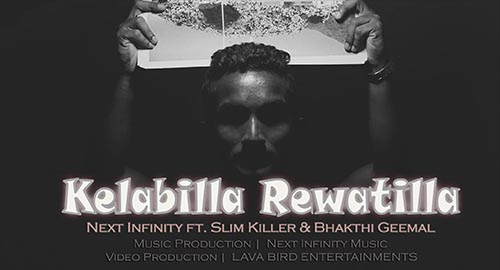 Kelabilla Rewatilla
NEXT INFINITY FT. SLIM KILLER & BHAKTHI GEEMAL
MUSIC PRODUCTION | NEXT INFINITY MUSIC
VIDEO PRODUCTION | LAVA BIRD ENTERTAINMENTS